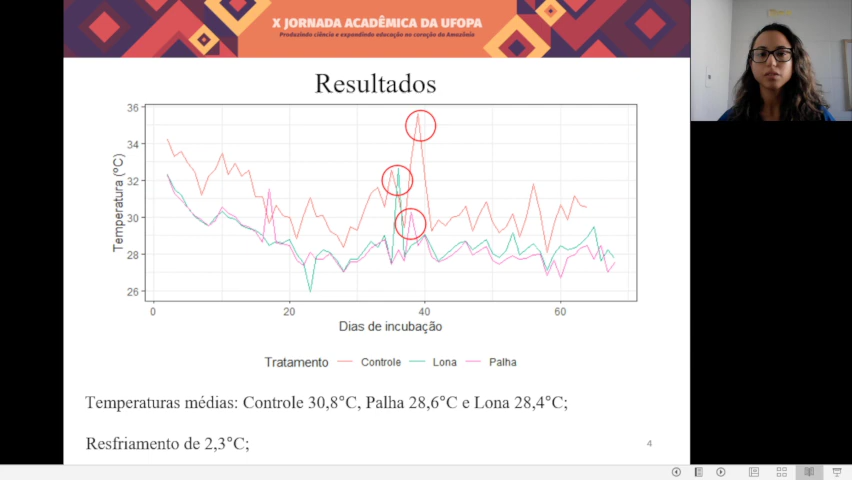 X JORNADA ACADÊMICA DA UFOPA
Produzindo ciência e expandindo educação no coração da Amazônia
Resultados
36
34
32
30
28
26
Temperatura (ºC)
0 20 40 60
Dias de incubação
Tratamento Controle Lona Palha
Temperaturas médias: Controle 30,8°C, Palha 28,6°C e Lona 28,4°C;
Resfriamento de 2,3°C;
4